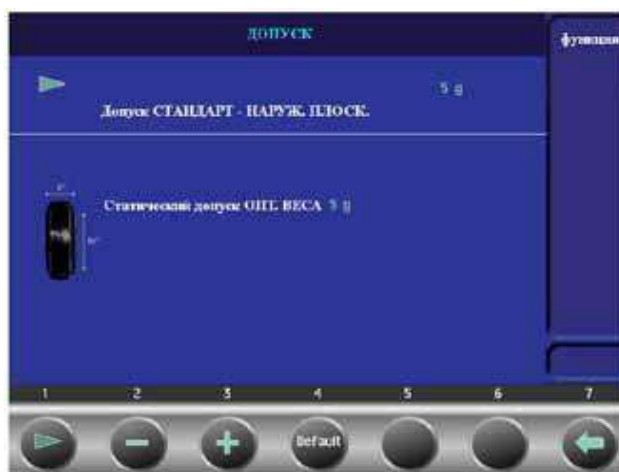 ДОПУСК
функции
5 g
Допуск СТАНДАРТ - НАРУЖ. ПЛОСК.
Статический допуск ОПТ. ВЕСА 5 g
1 2 3 4 5 6 7
Default